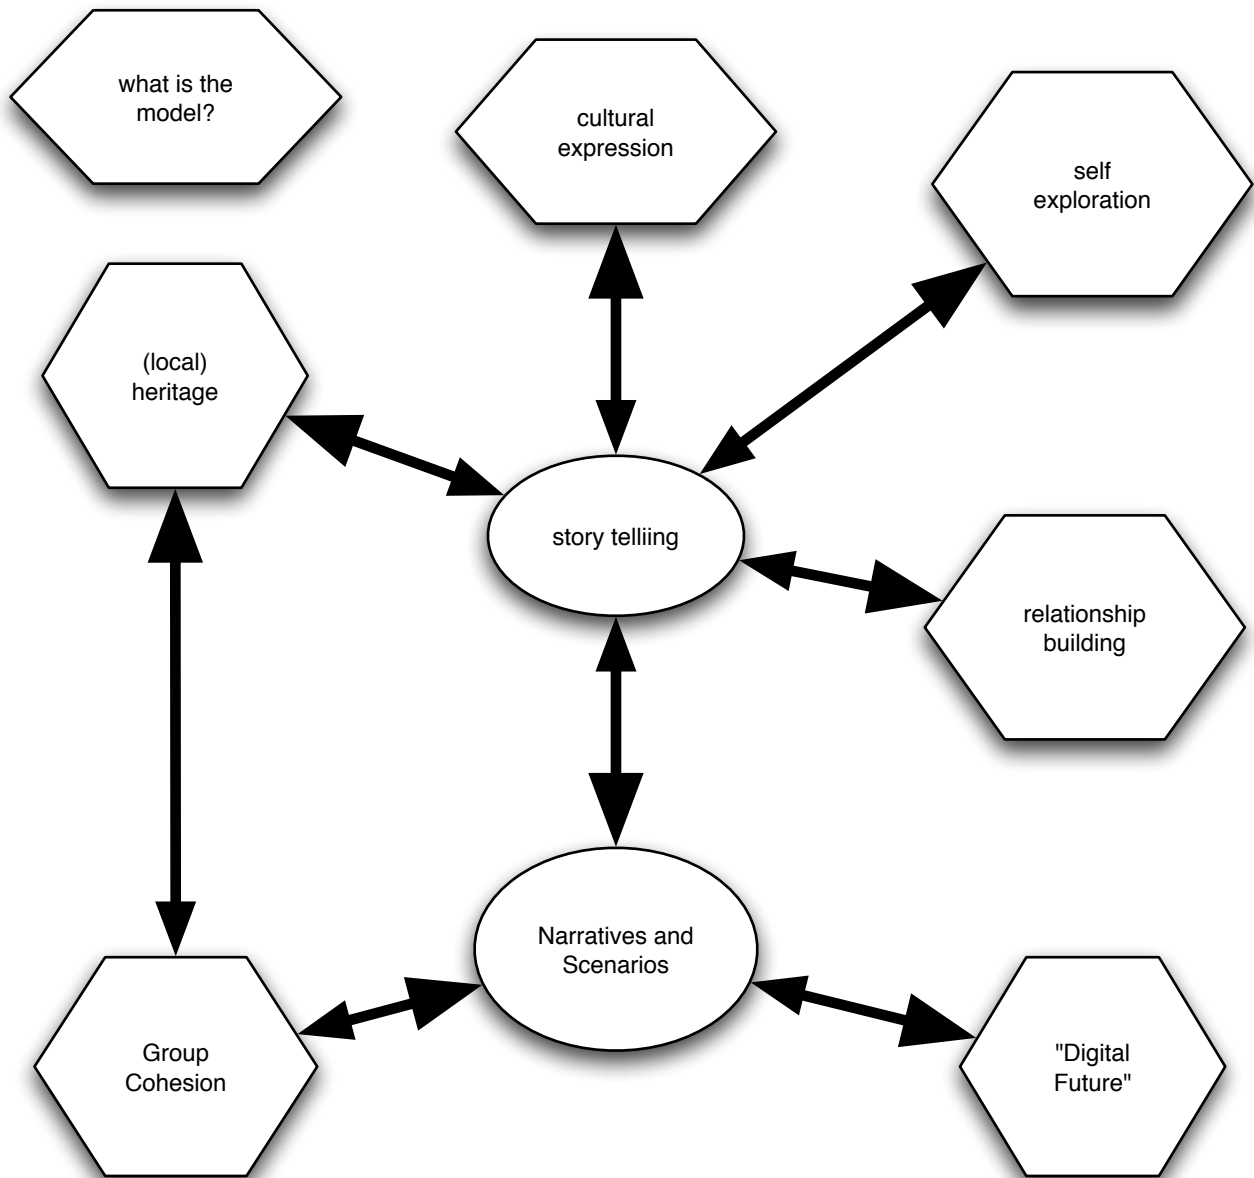 what is the
model?
cultural
expression
self
exploration
(local)
heritage
story telliing
relationship
building
Narratives and
Scenarios
Group
Cohesion
"Digital
Future"